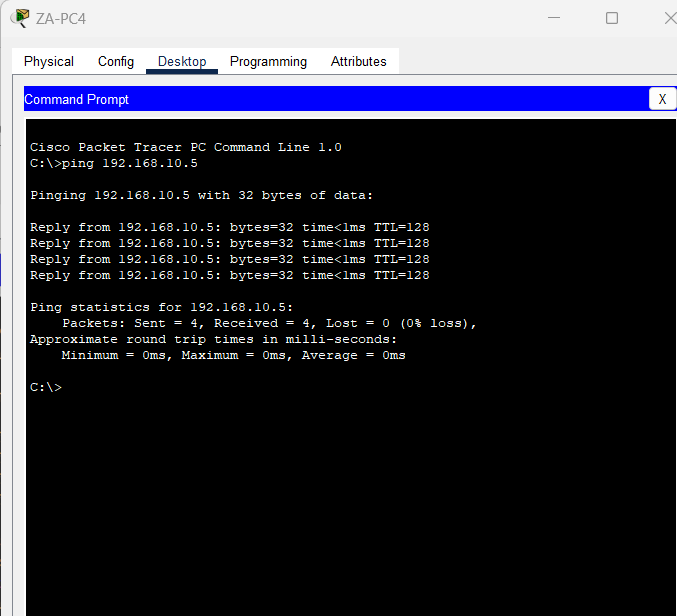 ZA-PC4
Physical Config Desktop Programming Attributes
Command Prompt X
Cisco Packet Tracer PC Command Line 1.0
C:\>ping 192.168.10.5
Pinging 192.168.10.5 with 32 bytes of data:
Reply from 192.168.10.5: bytes=32 time<1ms TTL=128
Reply from 192.168.10.5: bytes=32 time<1ms TTL=128
Reply from 192.168.10.5: bytes=32 time<1ms TTL=128
Reply from 192.168.10.5: bytes=32 time<1ms TTL=128
Ping statistics for 192.168.10.5:
    Packets: Sent = 4, Received = 4, Lost = 0 (0% loss),
Approximate round trip times in milli-seconds:
    Minimum = 0ms, Maximum = 0ms, Average = 0ms
C:\>